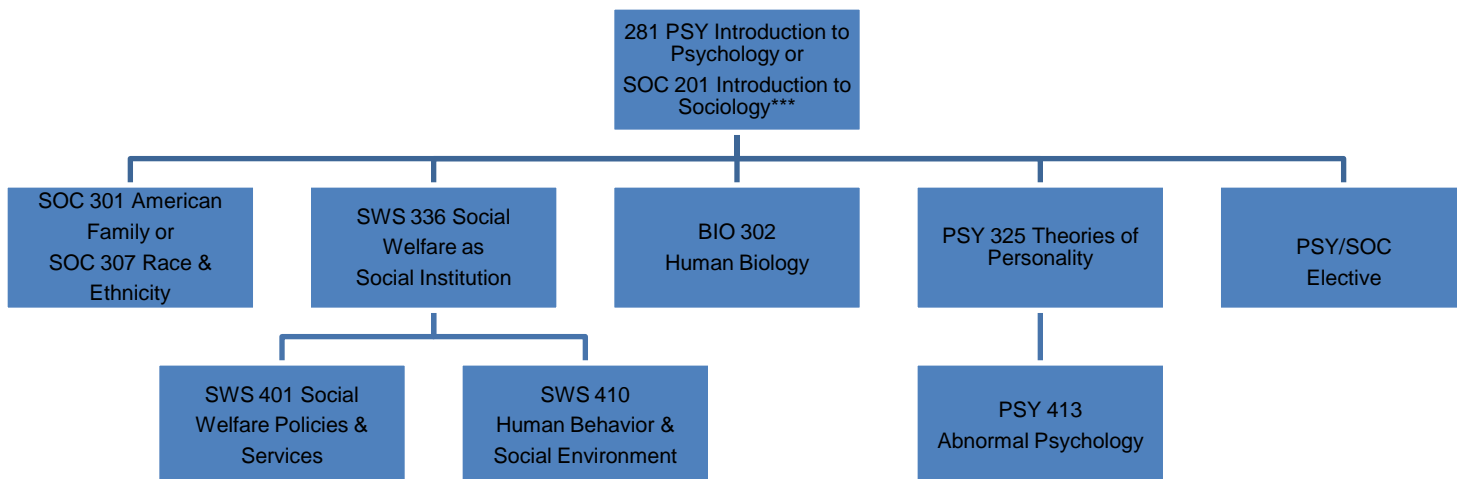 281 PSY Introduction to
Psychology or
SOC 201 Introduction to
Sociology***
SOC 301 American
Family or
SOC 307 Race &
Ethnicity
SWS 336 Social
Welfare as
Social Institution
BIO 302
Human Biology
PSY 325 Theories of
Personality
PSY/SOC
Elective
SWS 401 Social
Welfare Policies &
Services
SWS 410
Human Behavior &
Social Environment
PSY 413
Abnormal Psychology